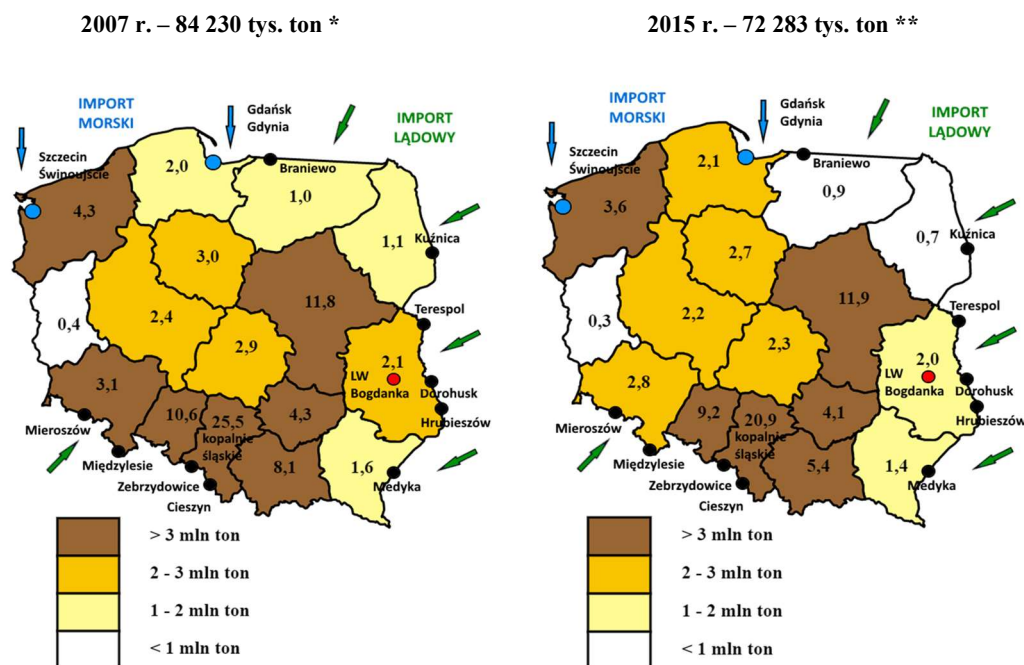 2007 r. – 84 230 tys. ton *
IMPORT
MORSKI
Gdańsk
Gdynia
IMPORT
LĄDOWY
Szczecin
Świnoujście
Braniewo
2,0
1,0
4,3
1,1
Kuźnica
3,0
11,8
Terespol
0,4
2,4
2,9
2,1
LW
Bogdanka
Dorohusk
Hrubieszów
3,1
10,6
25,5
kopalnie
śląskie
4,3
Mieroszów
Międzylesie
8,1
1,6
Medyka
Zebrzydowice
Cieszyn
> 3 mln ton
2 - 3 mln ton
1 - 2 mln ton
< 1 mln ton
2015 r. – 72 283 tys. ton **
IMPORT
MORSKI
Gdańsk
Gdynia
IMPORT
LĄDOWY
Szczecin
Świnoujście
Braniewo
2,1
0,9
3,6
0,7
Kuźnica
2,7
11,9
Terespol
0,3
2,2
2,3
2,0
LW
Bogdanka
Dorohusk
Hrubieszów
2,8
9,2
20,9
kopalnie
śląskie
4,1
Mieroszów
Międzylesie
5,4
1,4
Medyka
Zebrzydowice
Cieszyn
> 3 mln ton
2 - 3 mln ton
1 - 2 mln ton
< 1 mln ton